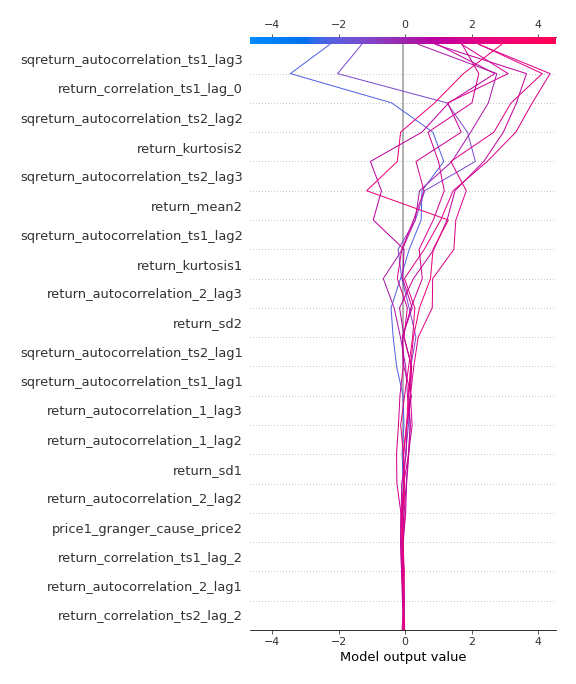 −4 −2 0 2 4
sqreturn_autocorrelation_ts1_lag3
return_correlation_ts1_lag_0
sqreturn_autocorrelation_ts2_lag2
return_kurtosis2
sqreturn_autocorrelation_ts2_lag3
return_mean2
sqreturn_autocorrelation_ts1_lag2
return_kurtosis1
return_autocorrelation_2_lag3
return_sd2
sqreturn_autocorrelation_ts2_lag1
sqreturn_autocorrelation_ts1_lag1
return_autocorrelation_1_lag3
return_autocorrelation_1_lag2
return_sd1
return_autocorrelation_2_lag2
price1_granger_cause_price2
return_correlation_ts1_lag_2
return_autocorrelation_2_lag1
return_correlation_ts2_lag_2
−4 −2 0 2 4
Model output value